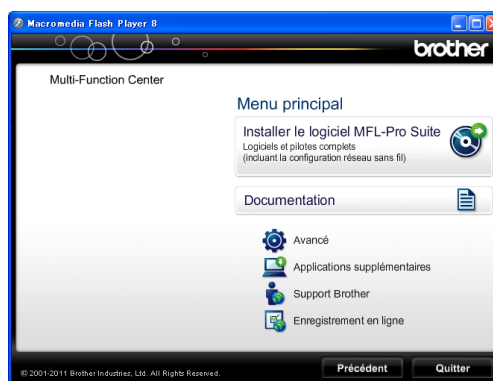 Macromedia Flash Player 8
brother
Multi-Function Center
Menu principal
Installer le logiciel MFL-Pro Suite
Logiciels et pilotes complets
(incluant la configuration réseau sans fil)
Documentation
Avancé
Applications supplémentaires
Support Brother
Enregistrement en ligne
© 2001-2011 Brother Industries, Ltd. All Rights Reserved.
Précédent
Quitter